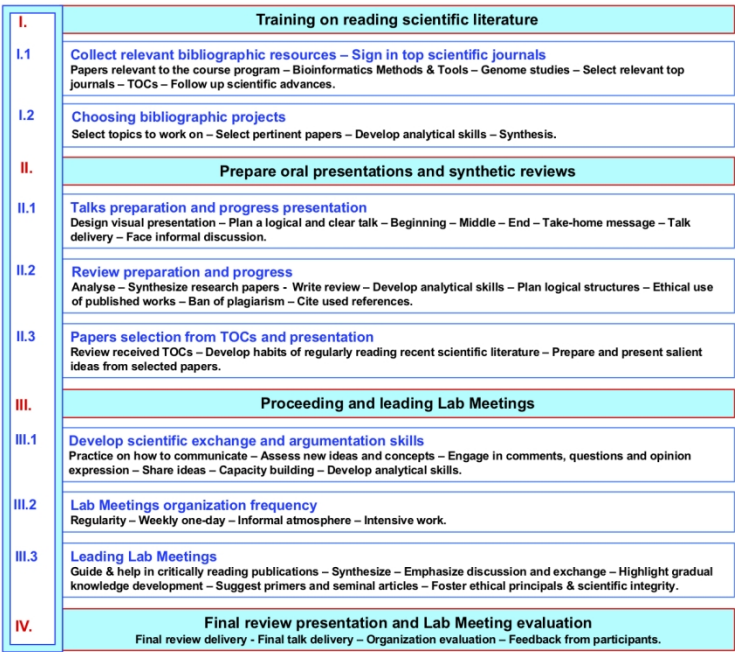 I. Training on reading scientific literature
I.1 Collect relevant bibliographic resources – Sign in top scientific journals
Papers relevant to the course program – Bioinformatics Methods & Tools – Genome studies – Select relevant top
journals – TOCs – Follow up scientific advances.
I.2 Choosing bibliographic projects
Select topics to work on – Select pertinent papers – Develop analytical skills – Synthesis.
II. Prepare oral presentations and synthetic reviews
II.1 Talks preparation and progress presentation
Design visual presentation – Plan a logical and clear talk – Beginning – Middle – End – Take-home message – Talk
delivery – Face informal discussion.
II.2 Review preparation and progress
Analyse – Synthesize research papers - Write review – Develop analytical skills – Plan logical structures – Ethical use
of published works – Ban of plagiarism – Cite used references.
II.3 Papers selection from TOCs and presentation
Review received TOCs – Develop habits of regularly reading recent scientific literature – Prepare and present salient
ideas from selected papers.
III. Proceeding and leading Lab Meetings
III.1 Develop scientific exchange and argumentation skills
Practice on how to communicate – Assess new ideas and concepts – Engage in comments, questions and opinion
expression – Share ideas – Capacity building – Develop analytical skills.
III.2 Lab Meetings organization frequency
Regularity – Weekly one-day – Informal atmosphere – Intensive work.
III.3 Leading Lab Meetings
Guide & help in critically reading publications – Synthesize – Emphasize discussion and exchange – Highlight gradual
knowledge development – Suggest primers and seminal articles – Foster ethical principals & scientific integrity.
IV. Final review presentation and Lab Meeting evaluation
Final review delivery - Final talk delivery – Organization evaluation – Feedback from participants.